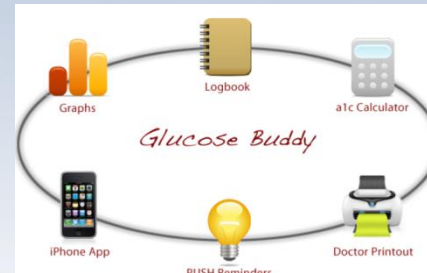 Logbook
Graphs
a1c Calculator
Glucose Buddy
iPhone App
Doctor Printout
PUSH Reminders